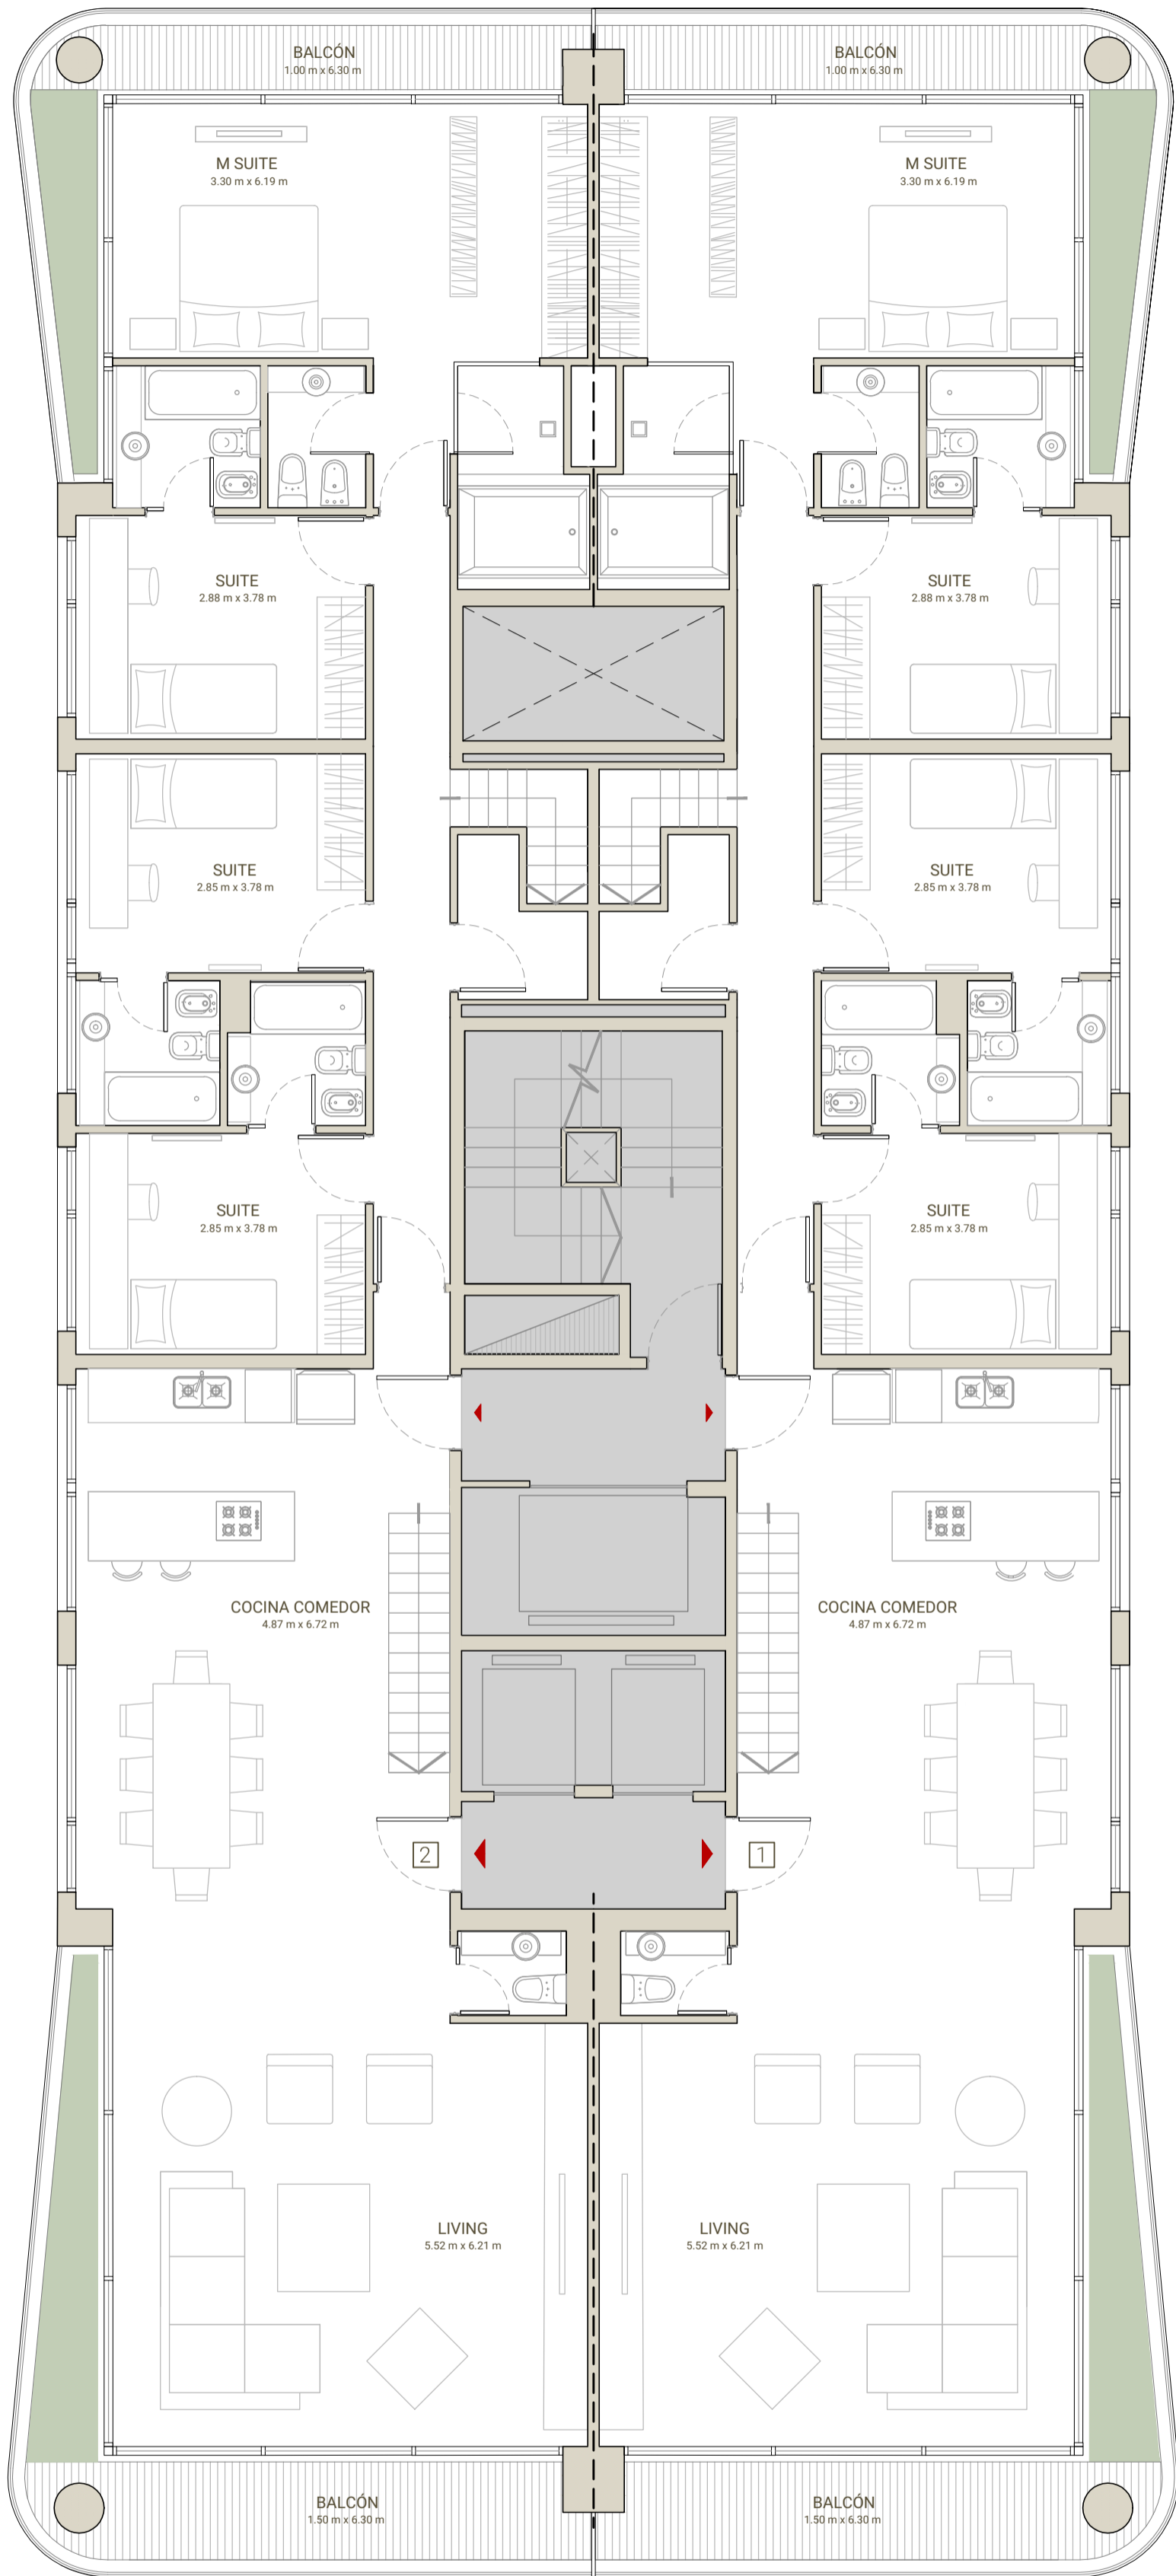 BALCÓN
1.00 m x 6.30 m
BALCÓN
1.00 m x 6.30 m
M SUITE
3.30 m x 6.19 m
M SUITE
3.30 m x 6.19 m
SUITE
2.88 m x 3.78 m
SUITE
2.88 m x 3.78 m
SUITE
2.85 m x 3.78 m
SUITE
2.85 m x 3.78 m
SUITE
2.85 m x 3.78 m
SUITE
2.85 m x 3.78 m
COCINA COMEDOR
4.87 m x 6.72 m
COCINA COMEDOR
4.87 m x 6.72 m
2
1
LIVING
5.52 m x 6.21 m
LIVING
5.52 m x 6.21 m
BALCÓN
1.50 m x 6.30 m
BALCÓN
1.50 m x 6.30 m